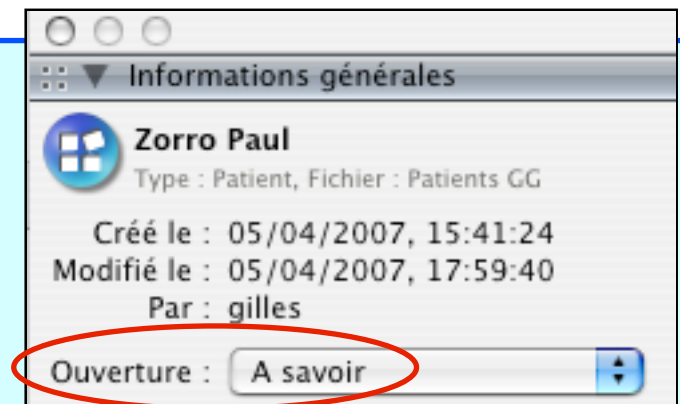 Informations générales
Zorro Paul
Type : Patient, Fichier : Patients GG
Créé le : 05/04/2007, 15:41:24
Modifié le : 05/04/2007, 17:59:40
Par : gilles
Ouverture : A savoir